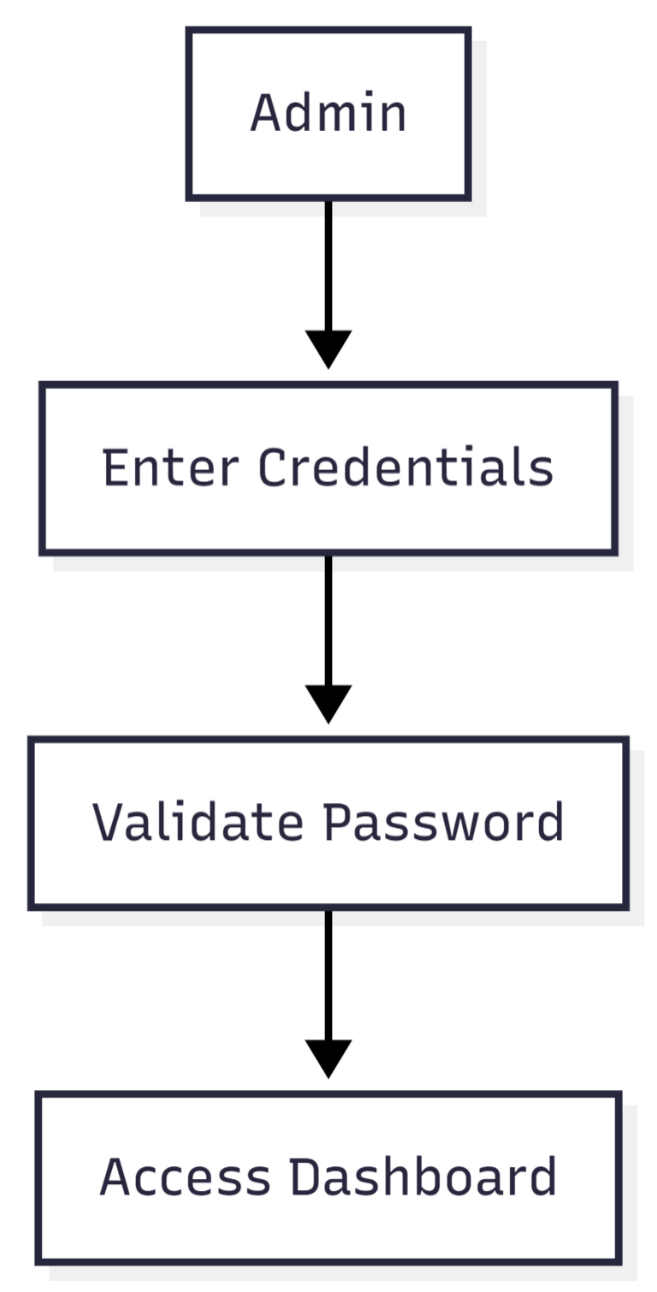 Admin
Enter Credentials
Validate Password
Access Dashboard